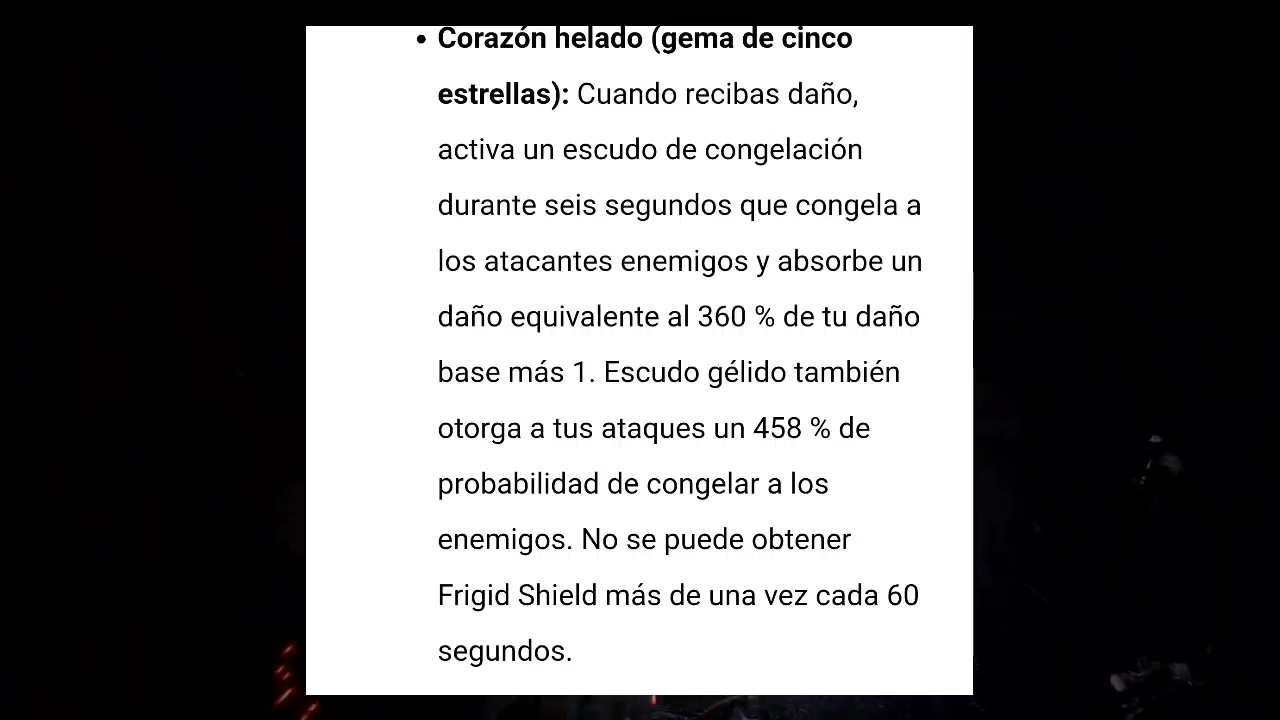 • Corazón helado (gema de cinco
estrellas): Cuando recibas daño,
activa un escudo de congelación
durante seis segundos que congela a
los atacantes enemigos y absorbe un
daño equivalente al 360 % de tu daño
base más 1. Escudo gélido también
otorga a tus ataques un 458 % de
probabilidad de congelar a los
enemigos. No se puede obtener
Frigid Shield más de una vez cada 60
segundos.